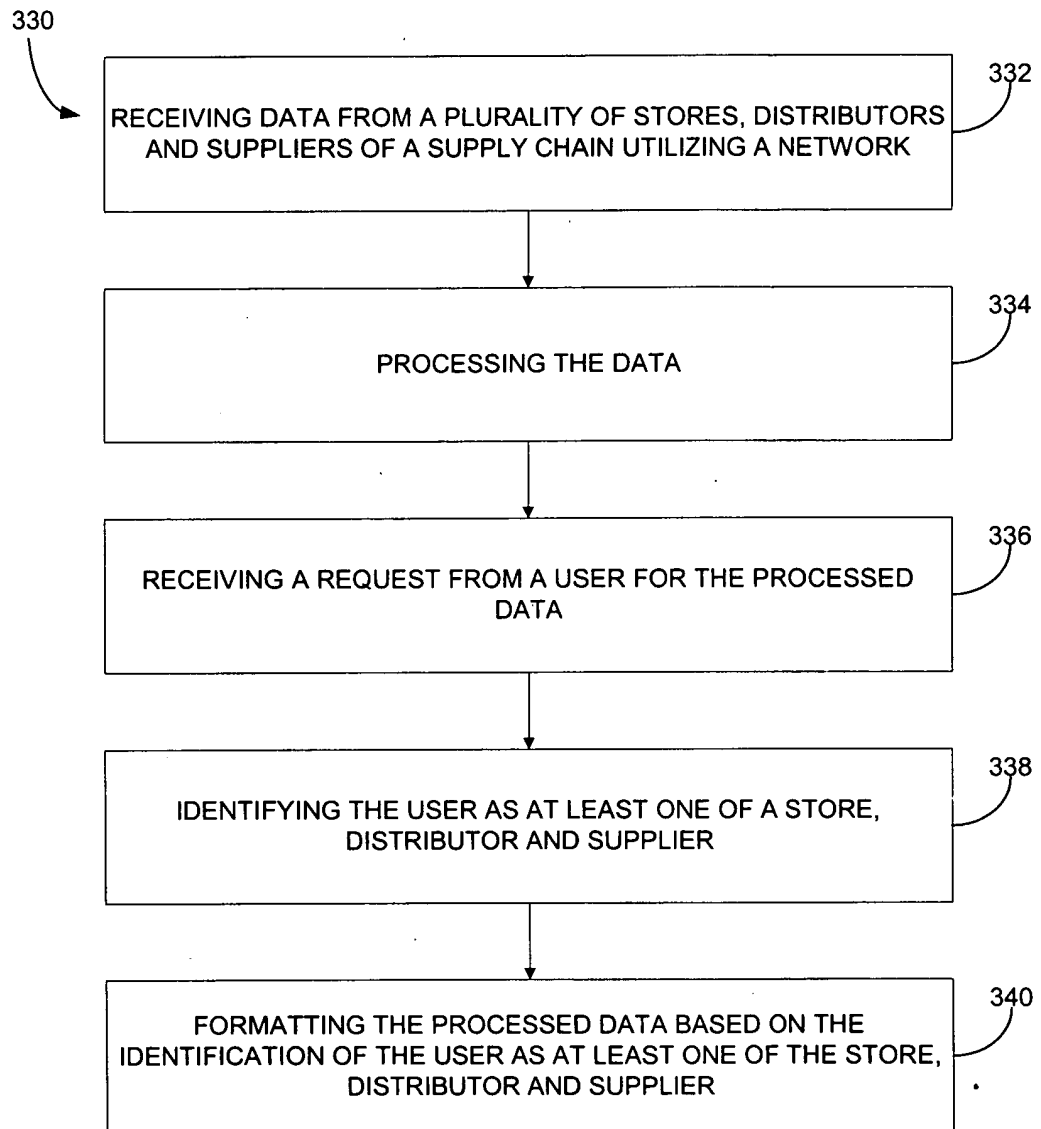 330
332
RECEIVING DATA FROM A PLURALITY OF STORES, DISTRIBUTORS
AND SUPPLIERS OF A SUPPLY CHAIN UTILIZING A NETWORK
334
PROCESSING THE DATA
336
RECEIVING A REQUEST FROM A USER FOR THE PROCESSED
DATA
338
IDENTIFYING THE USER AS AT LEAST ONE OF A STORE,
DISTRIBUTOR AND SUPPLIER
340
FORMATTING THE PROCESSED DATA BASED ON THE
IDENTIFICATION OF THE USER AS AT LEAST ONE OF THE STORE,
DISTRIBUTOR AND SUPPLIER